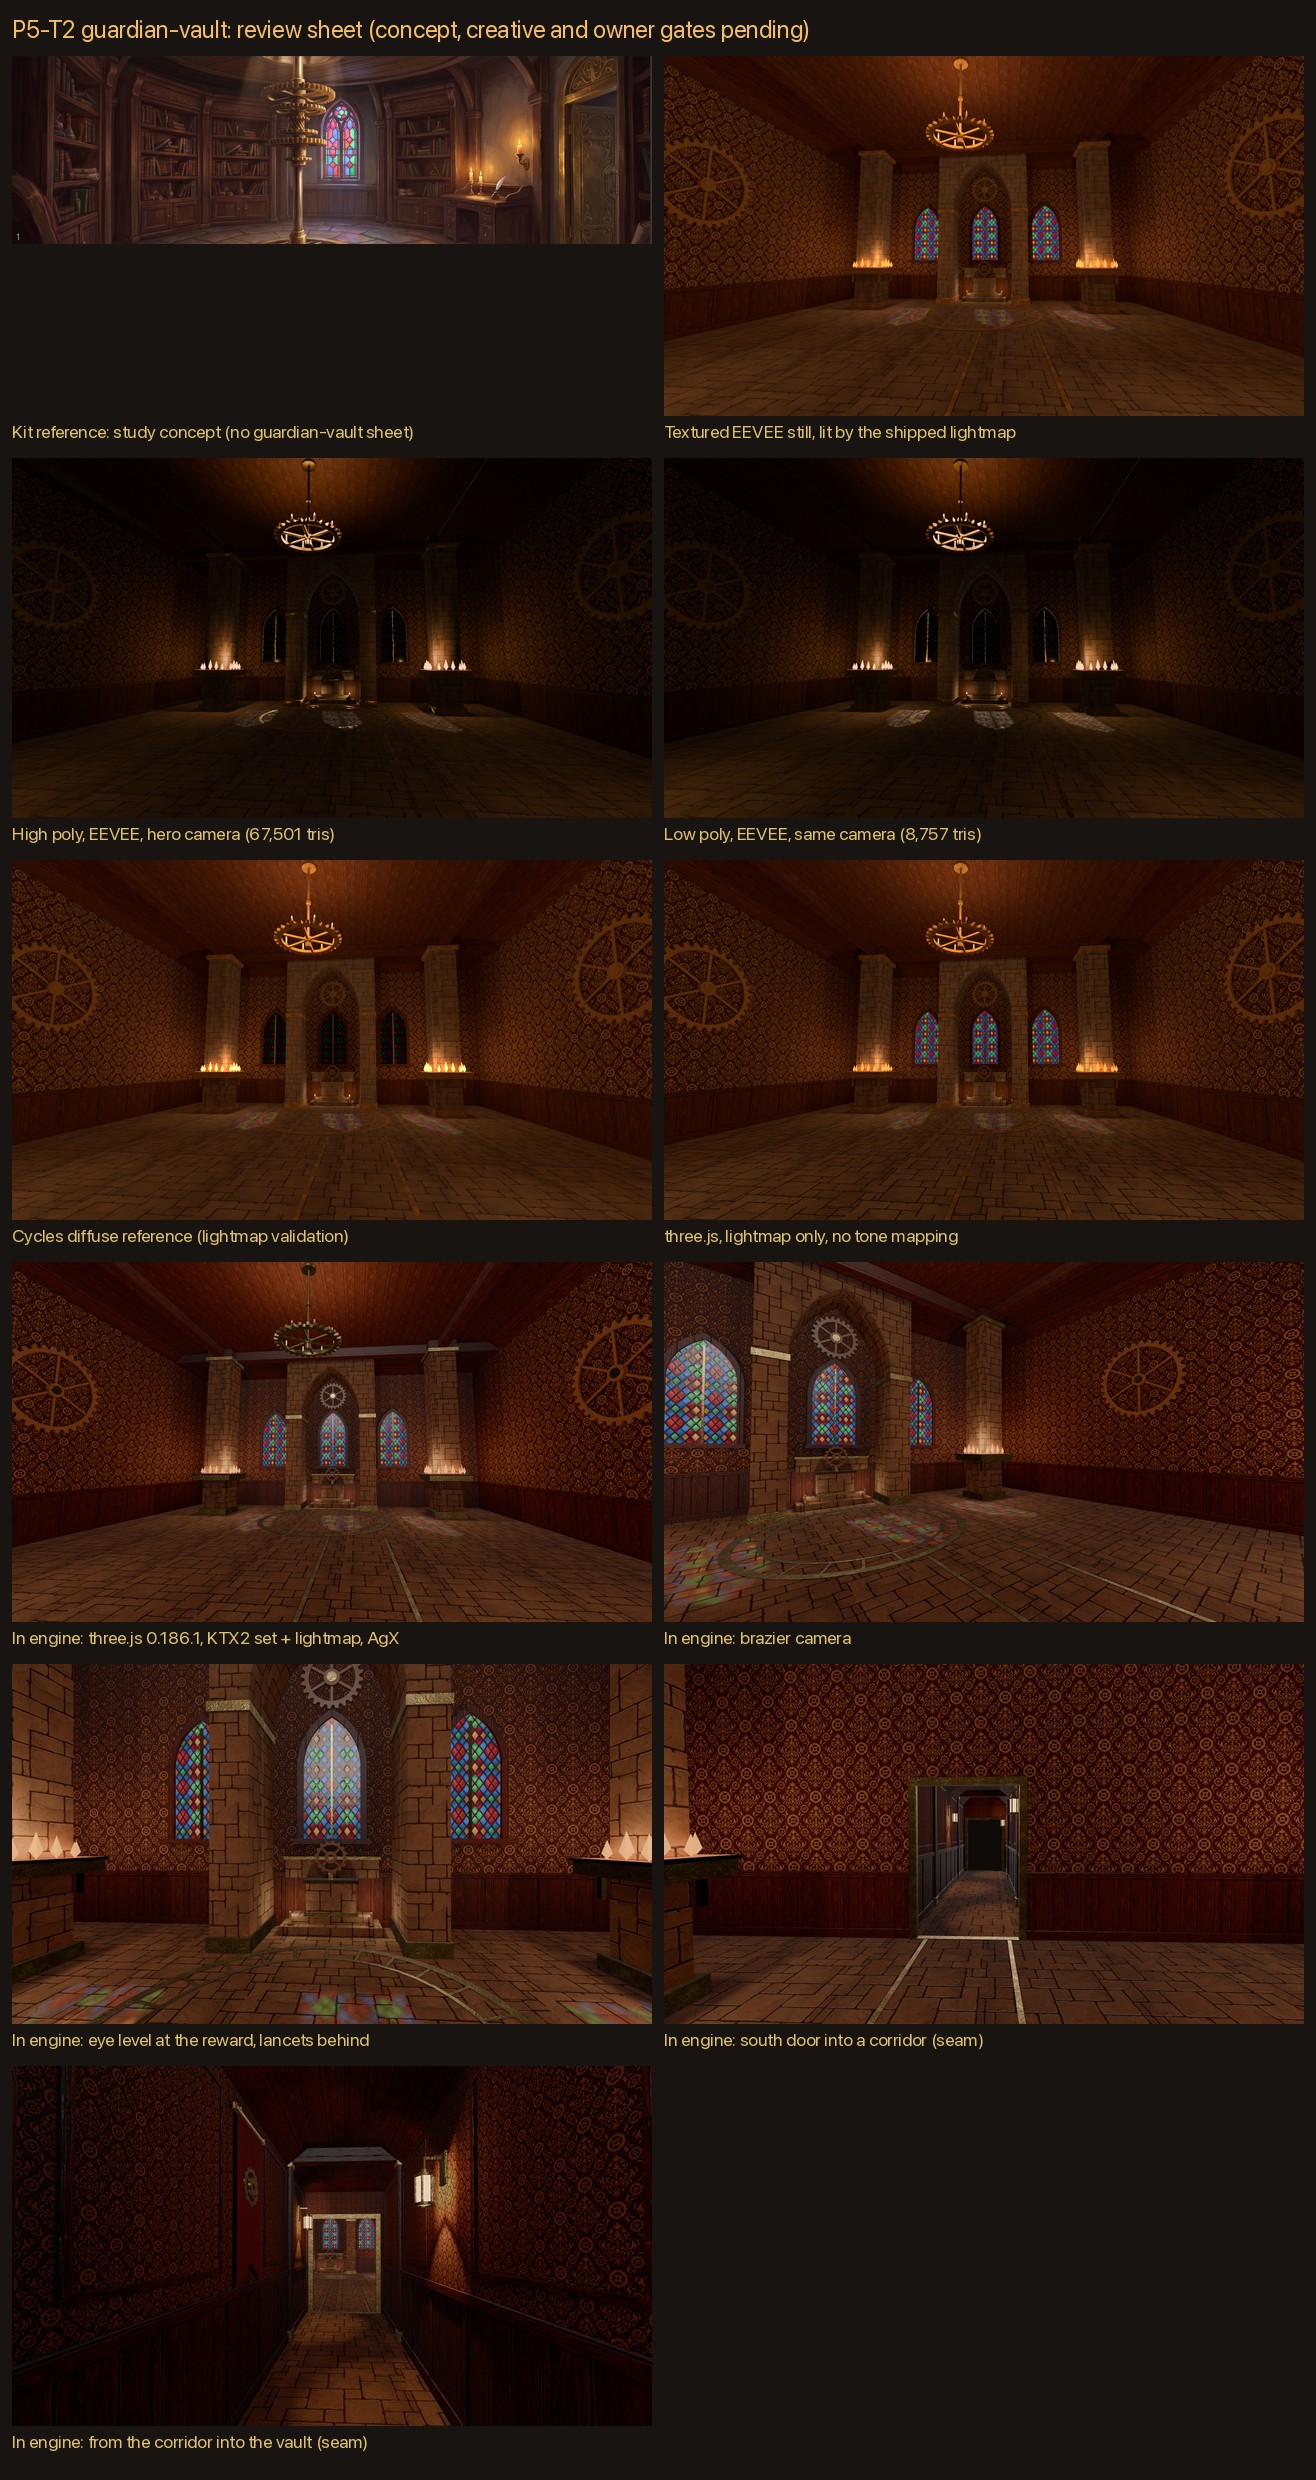 P5-T2 guardian-vault: review sheet (concept, creative and owner gates pending)
1
Kit reference: study concept (no guardian-vault sheet)
Textured EEVEE still, lit by the shipped lightmap
High poly, EEVEE, hero camera (67,501 tris)
Low poly, EEVEE, same camera (8,757 tris)
Cycles diffuse reference (lightmap validation)
three.js, lightmap only, no tone mapping
In engine: three.js 0.186.1, KTX2 set + lightmap, AgX
In engine: brazier camera
In engine: eye level at the reward, lancets behind
In engine: south door into a corridor (seam)
In engine: from the corridor into the vault (seam)